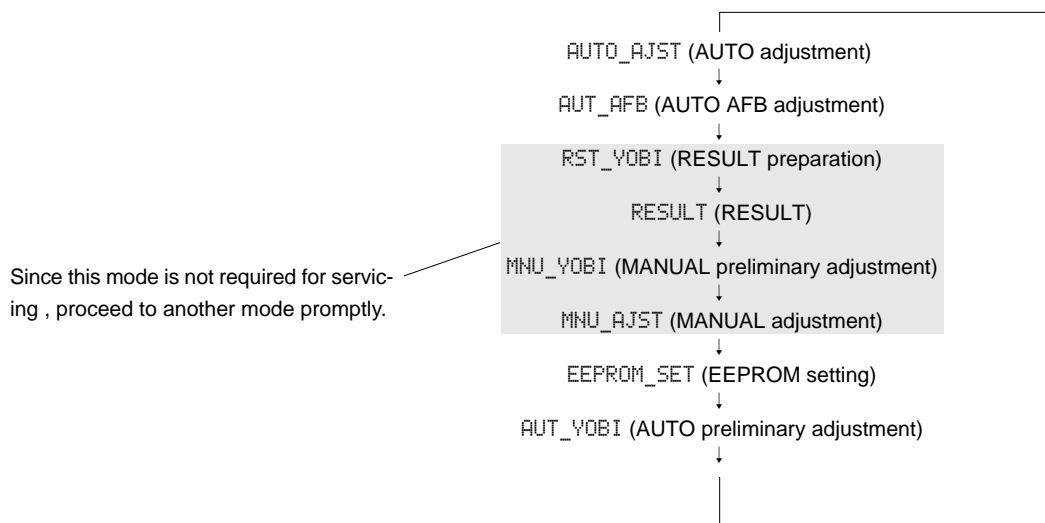 AUTO_AJST (AUTO adjustment)
AUT_AFB (AUTO AFB adjustment)
RST_YOBI (RESULT preparation)
RESULT (RESULT)
Since this mode is not required for servic-
ing , proceed to another mode promptly.
MNU_YOBI (MANUAL preliminary adjustment)
MNU_AJST (MANUAL adjustment)
EEPROM_SET (EEPROM setting)
AUT_YOBI (AUTO preliminary adjustment)